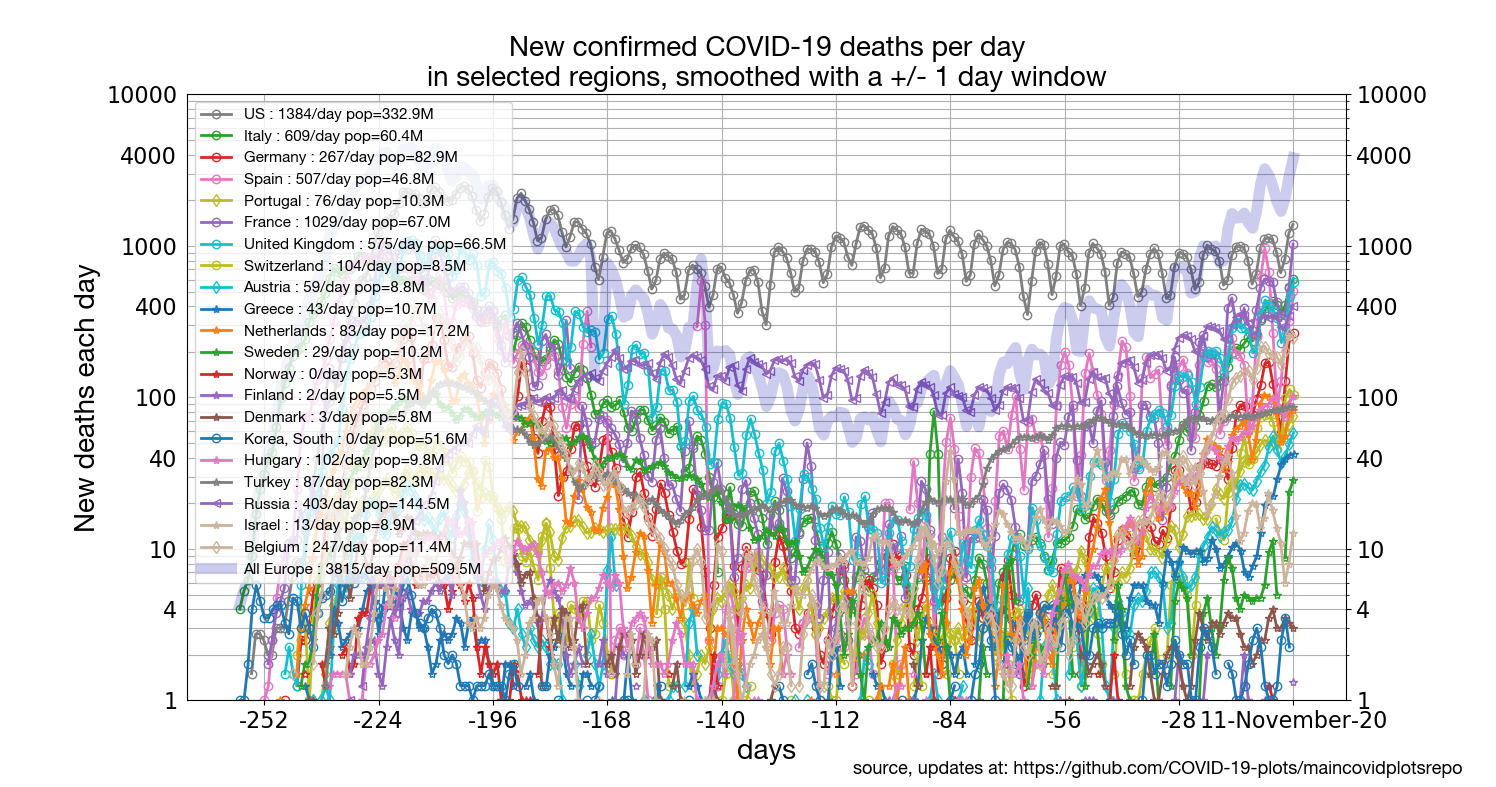 New confirmed COVID-19 deaths per day
in selected regions, smoothed with a +/- 1 day window
10000
4000
1000
400
100
40
10
4
1
New deaths each day
US : 1384/day pop=332.9M
Italy : 609/day pop=60.4M
Germany : 267/day pop=82.9M
Spain : 507/day pop=46.8M
Portugal : 76/day pop=10.3M
France : 1029/day pop=67.0M
United Kingdom : 575/day pop=66.5M
Switzerland : 104/day pop=8.5M
Austria : 59/day pop=8.8M
Greece : 43/day pop=10.7M
Netherlands : 83/day pop=17.2M
Sweden : 29/day pop=10.2M
Norway : 0/day pop=5.3M
Finland : 2/day pop=5.5M
Denmark : 3/day pop=5.8M
Korea, South : 0/day pop=51.6M
Hungary : 102/day pop=9.8M
Turkey : 87/day pop=82.3M
Russia : 403/day pop=144.5M
Israel : 13/day pop=8.9M
Belgium : 247/day pop=11.4M
All Europe : 3815/day pop=509.5M
10000
4000
1000
400
100
40
10
4
1
-252 -224 -196 -168 -140 -112 -84 -56 -28 11-November-20
days
source, updates at: https://github.com/COVID-19-plots/maincovidplotsrepo